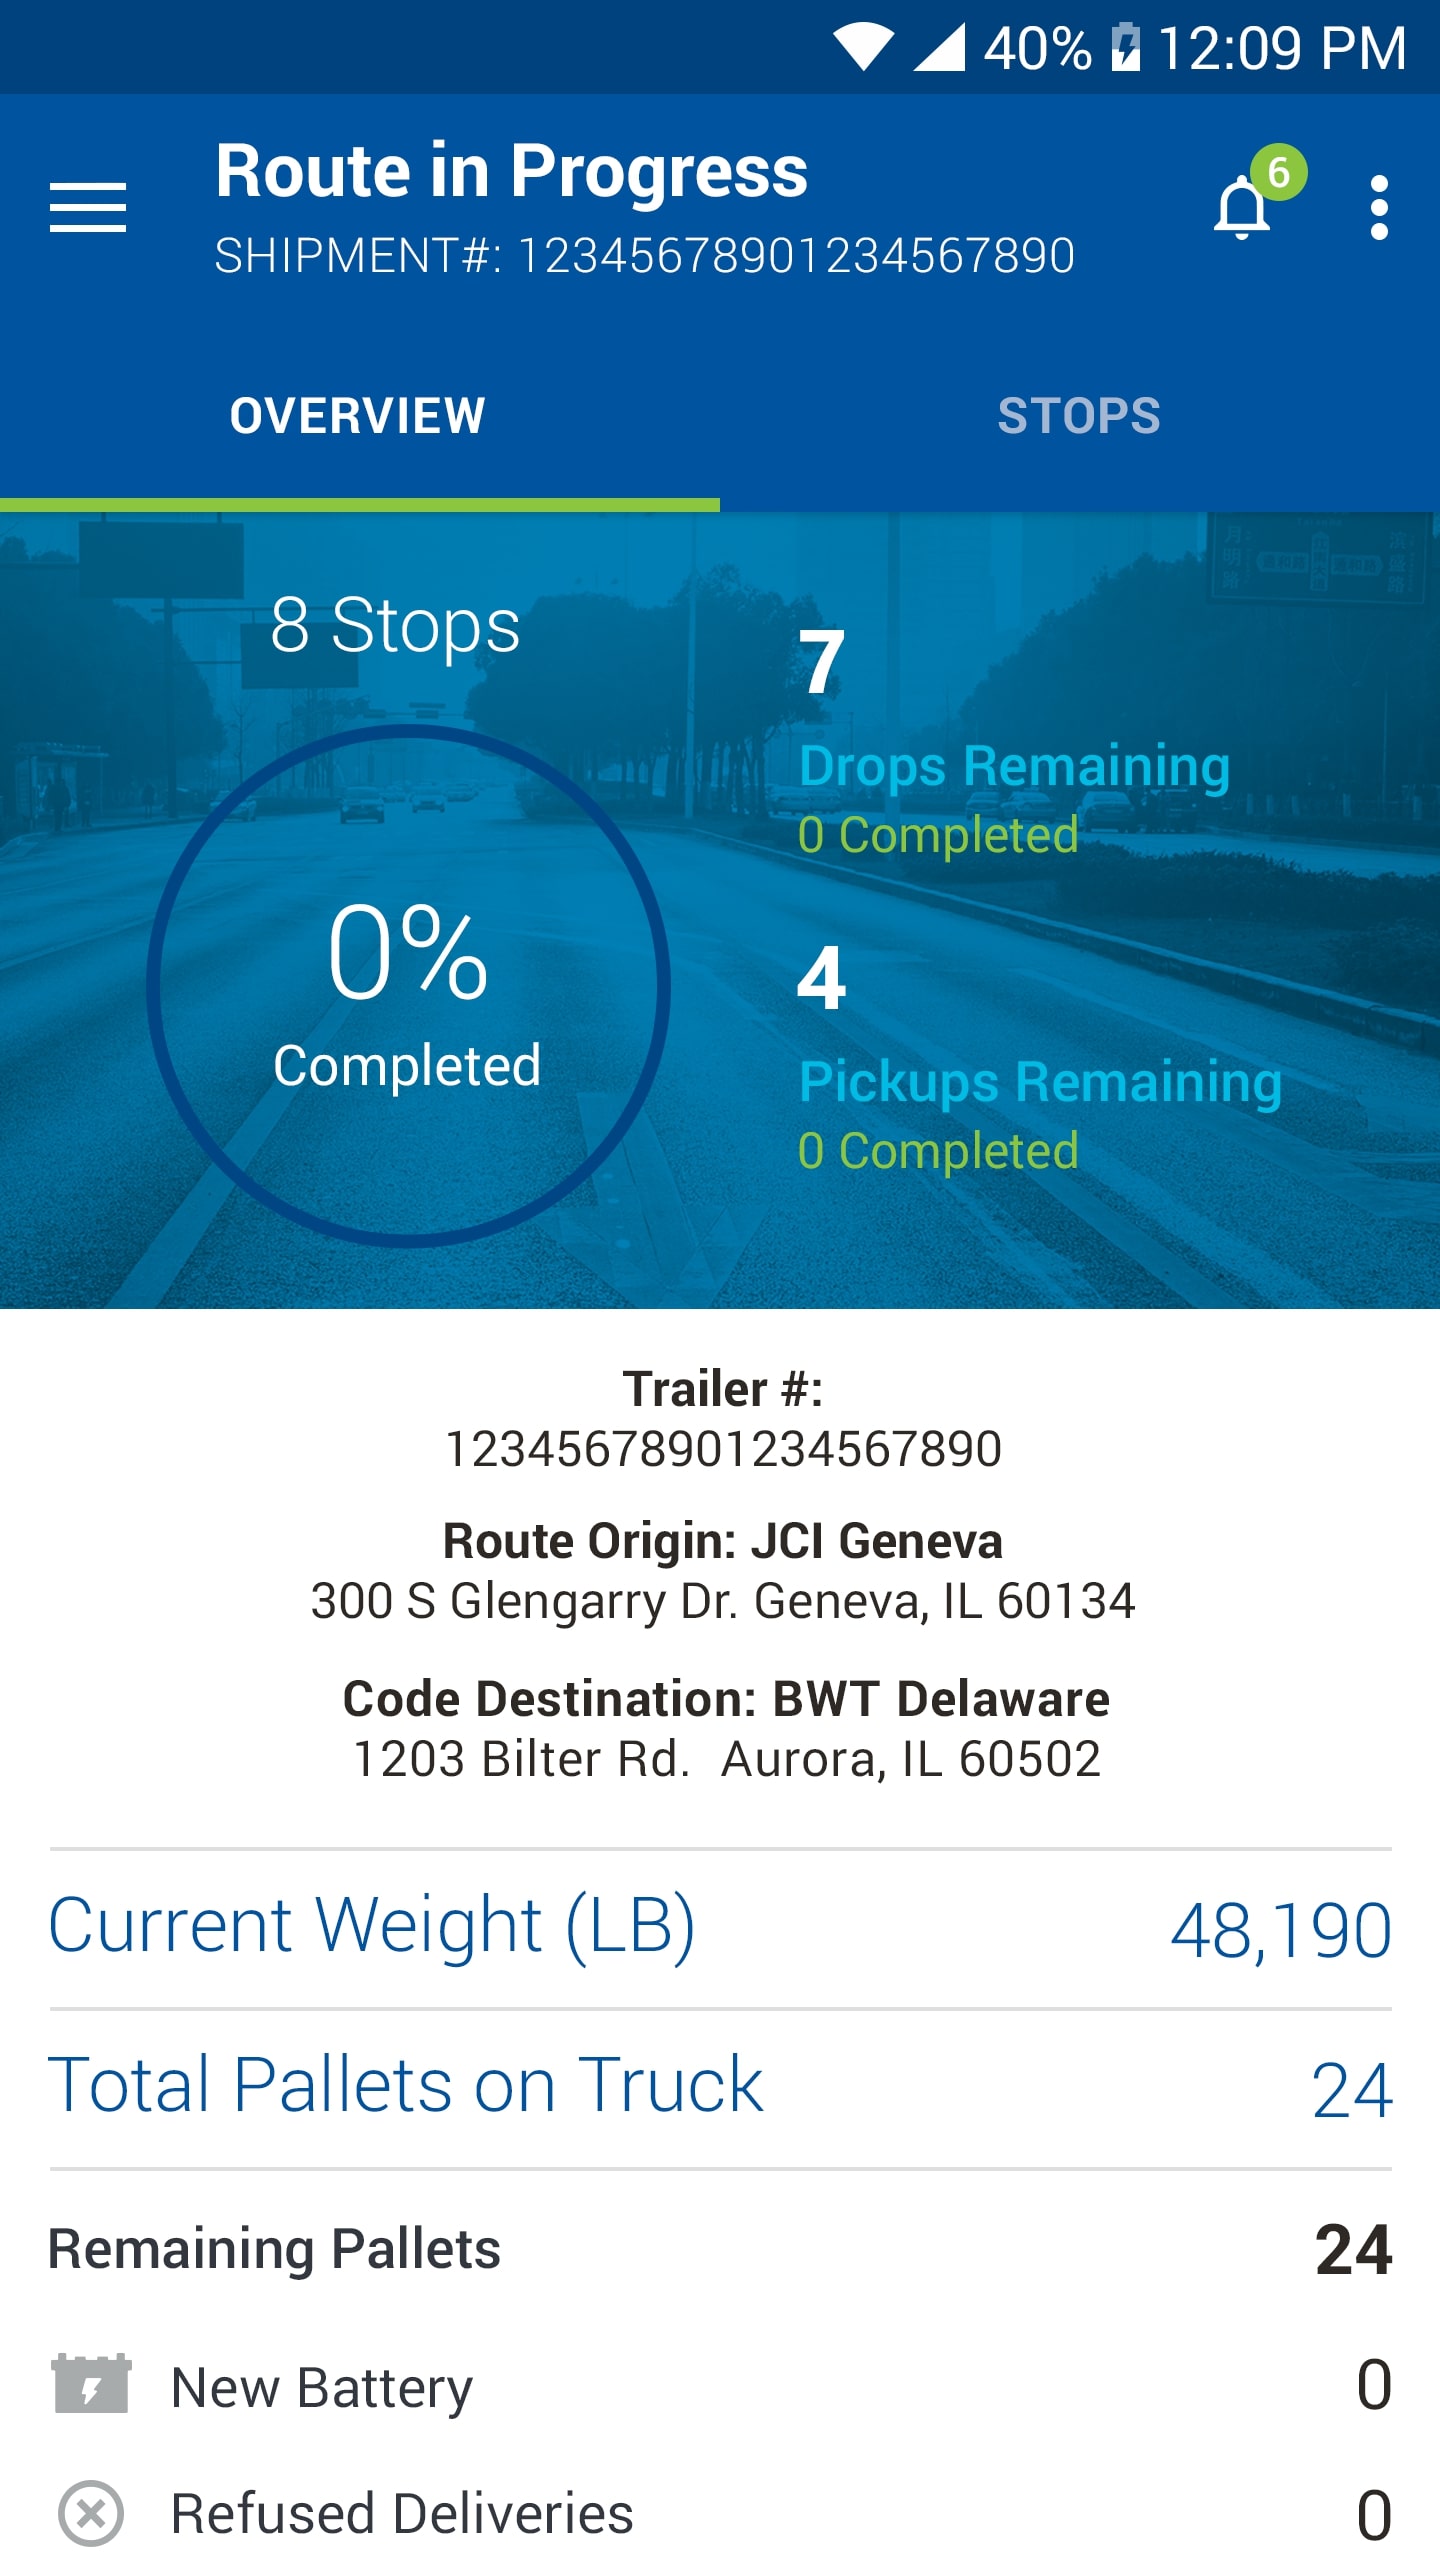 40% 12:09 PM
Route in Progress
6
SHIPMENT#: 12345678901234567890
OVERVIEW
STOPS
8 Stops
7
Drops Remaining
0 Completed
0%
Completed
4
Pickups Remaining
0 Completed
Trailer #:
12345678901234567890
Route Origin: JCI Geneva
300 S Glengarry Dr. Geneva, IL 60134
Code Destination: BWT Delaware
1203 Bilter Rd. Aurora, IL 60502
Current Weight (LB) 48,190
Total Pallets on Truck 24
Remaining Pallets 24
New Battery 0
Refused Deliveries 0